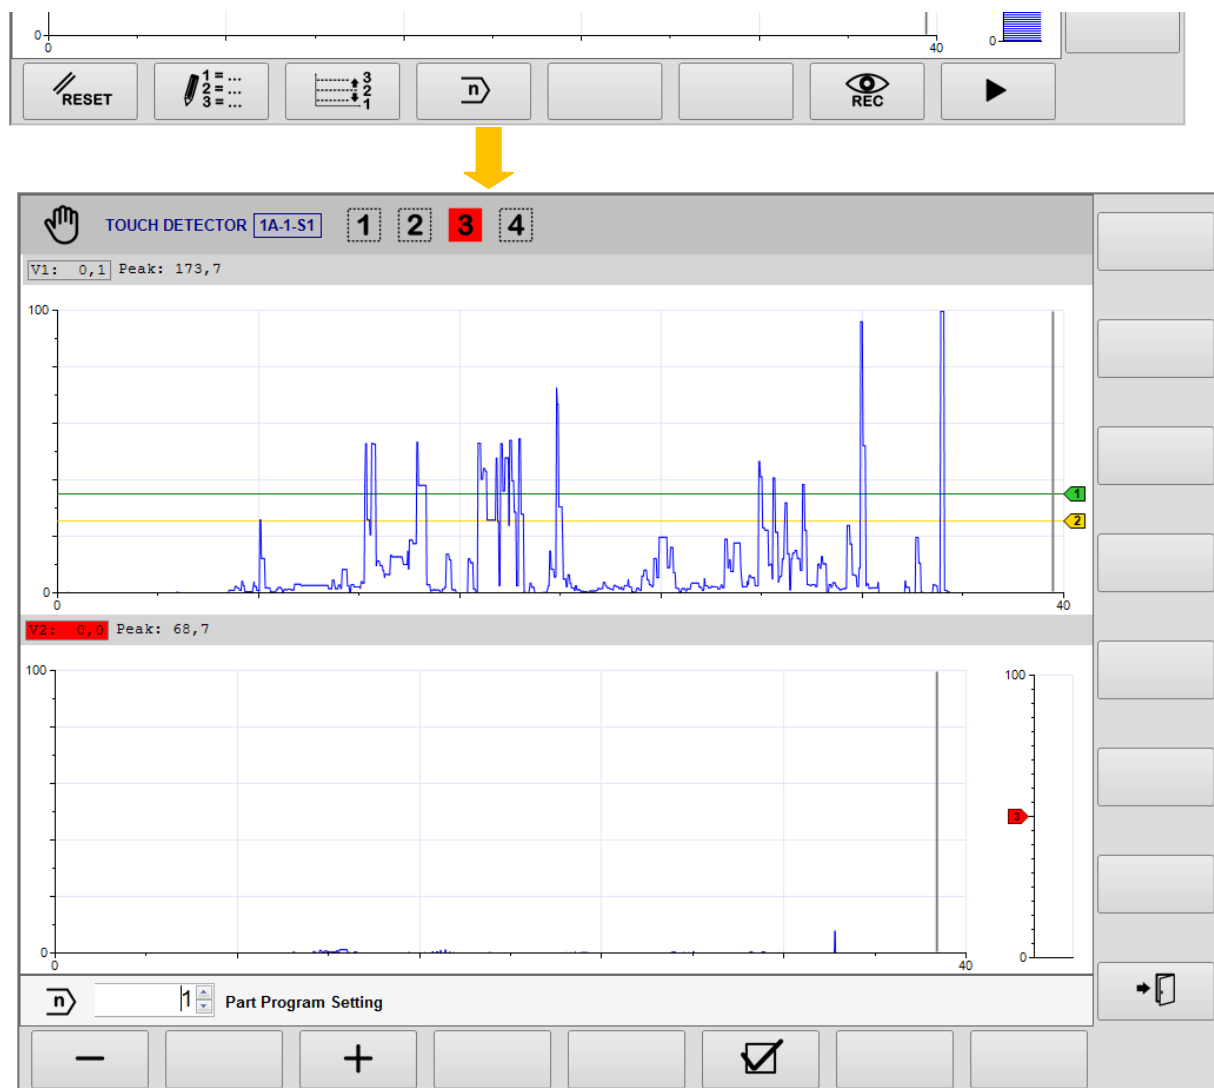 0
0
40
0
RESET
1 = ...
2 = ...
3 = ...
3
2
1
n
REC
TOUCH DETECTOR 1A-1-S1 1 2 3 4
V1: 0,1 Peak: 173,7
100
1
2
0
0
40
V2: 0,0 Peak: 68,7
100
100
3
0
0
0
40
n 1 Part Program Setting